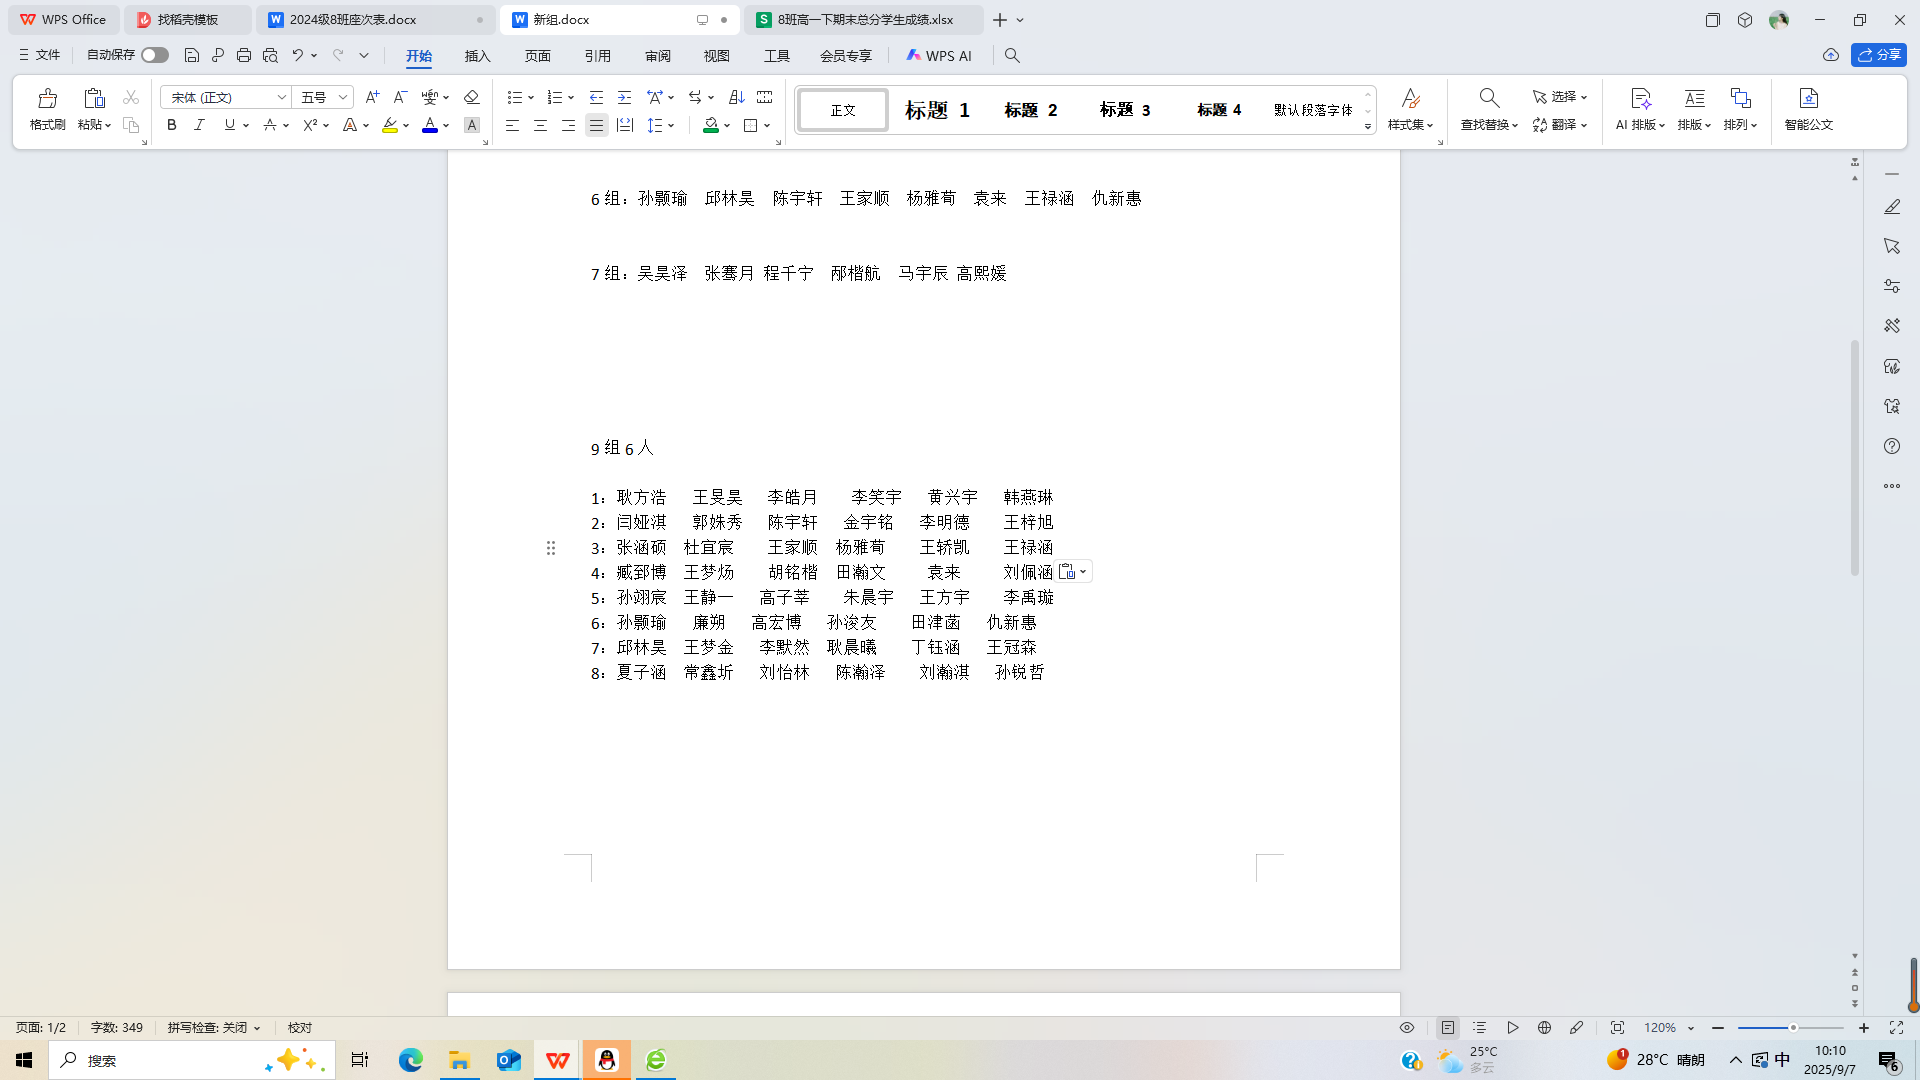 WPS Office 找稻壳模板 2024级8班座次表.docx 新组.docx 8班高一下期末总分学生成绩.xlsx
文件 自动保存 开始 插入 页面 引用 审阅 视图 工具 会员专享 WPS AI 分享
格式刷 粘贴 宋体 (正文) 五号 正文 标题 1 标题 2 标题 3 标题 4 默认段落字体 样式集 查找替换 选择 翻译 AI 排版 排版 排列 智能公文
6组：孙颢瑜 邱林昊 陈宇轩 王家顺 杨雅荀 袁来 王禄涵 仇新惠
7组：吴昊泽 张骞月 程千宁 邴楷航 马宇辰 高熙媛
9组6人
1：耿方浩 王旻昊 李皓月 李笑宇 黄兴宇 韩燕琳
2：闫娅淇 郭姝秀 陈宇轩 金宇铭 李明德 王梓旭
3：张涵硕 杜宜宸 王家顺 杨雅荀 王轿凯 王禄涵
4：臧郅博 王梦炀 胡铭楷 田瀚文 袁来 刘佩涵
5：孙翊宸 王静一 高子莘 朱晨宇 王方宇 李禹璇
6：孙颢瑜 廉朔 高宏博 孙浚友 田津菡 仇新惠
7：邱林昊 王梦金 李默然 耿晨曦 丁钰涵 王冠森
8：夏子涵 常鑫圻 刘怡林 陈瀚泽 刘瀚淇 孙锐哲
页面: 1/2 字数: 349 拼写检查: 关闭 校对 120%
搜索 25°C 多云 28°C 晴朗 中 10:10 2025/9/7 6